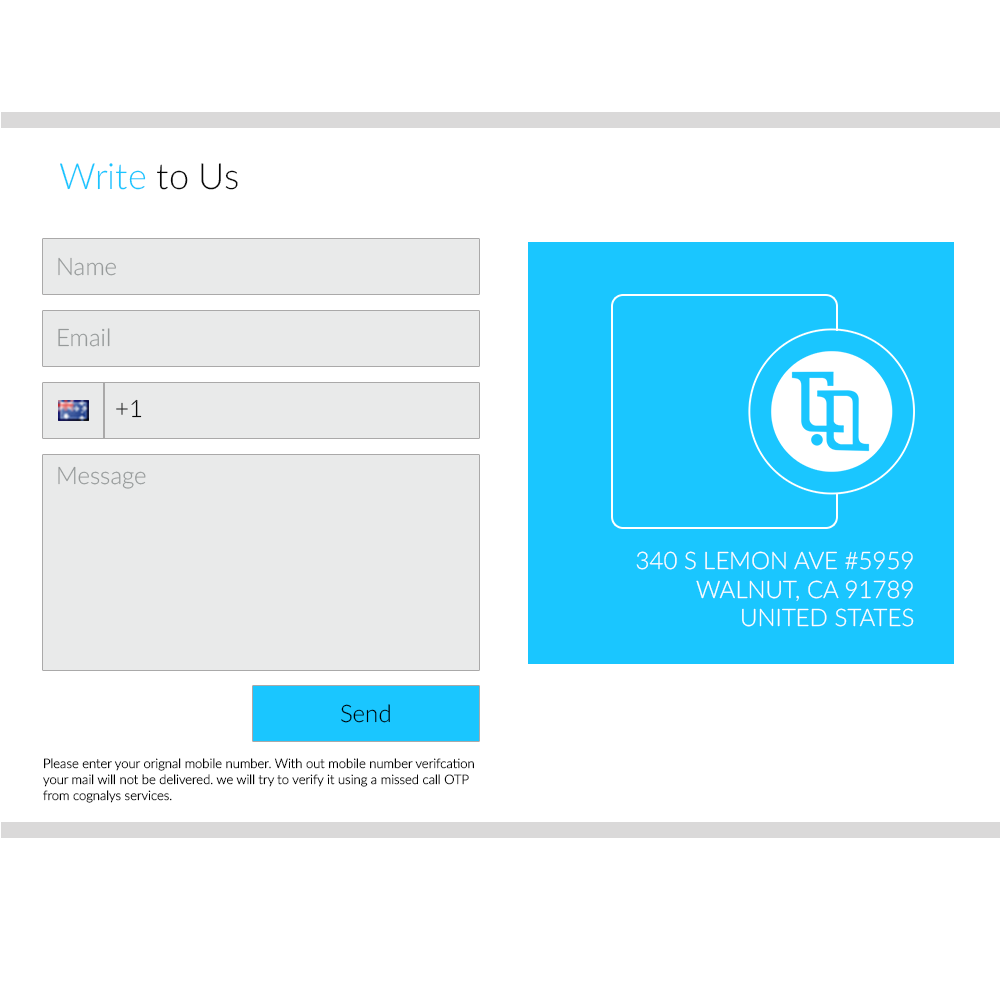 Write to Us
Name
Email
+1
Message
Send
Please enter your orignal mobile number. With out mobile number verifcation
your mail will not be delivered. we will try to verify it using a missed call OTP
from cognalys services.
340 S LEMON AVE #5959
WALNUT, CA 91789
UNITED STATES